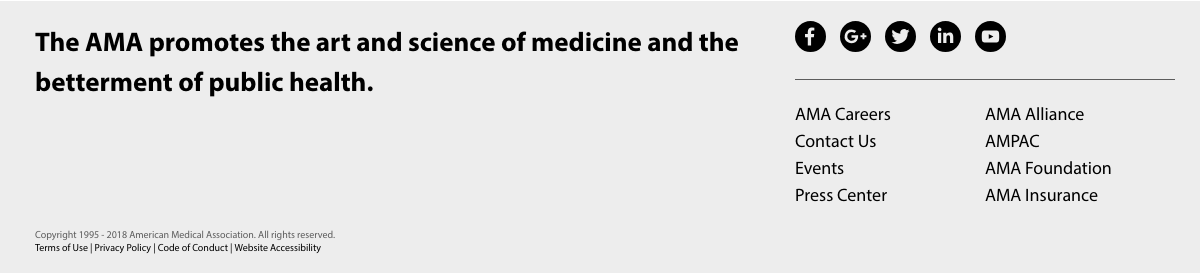 The AMA promotes the art and science of medicine and the
betterment of public health.
AMA Careers
Contact Us
Events
Press Center
AMA Alliance
AMPAC
AMA Foundation
AMA Insurance
Copyright 1995 - 2018 American Medical Association. All rights reserved.
Terms of Use | Privacy Policy | Code of Conduct | Website Accessibility